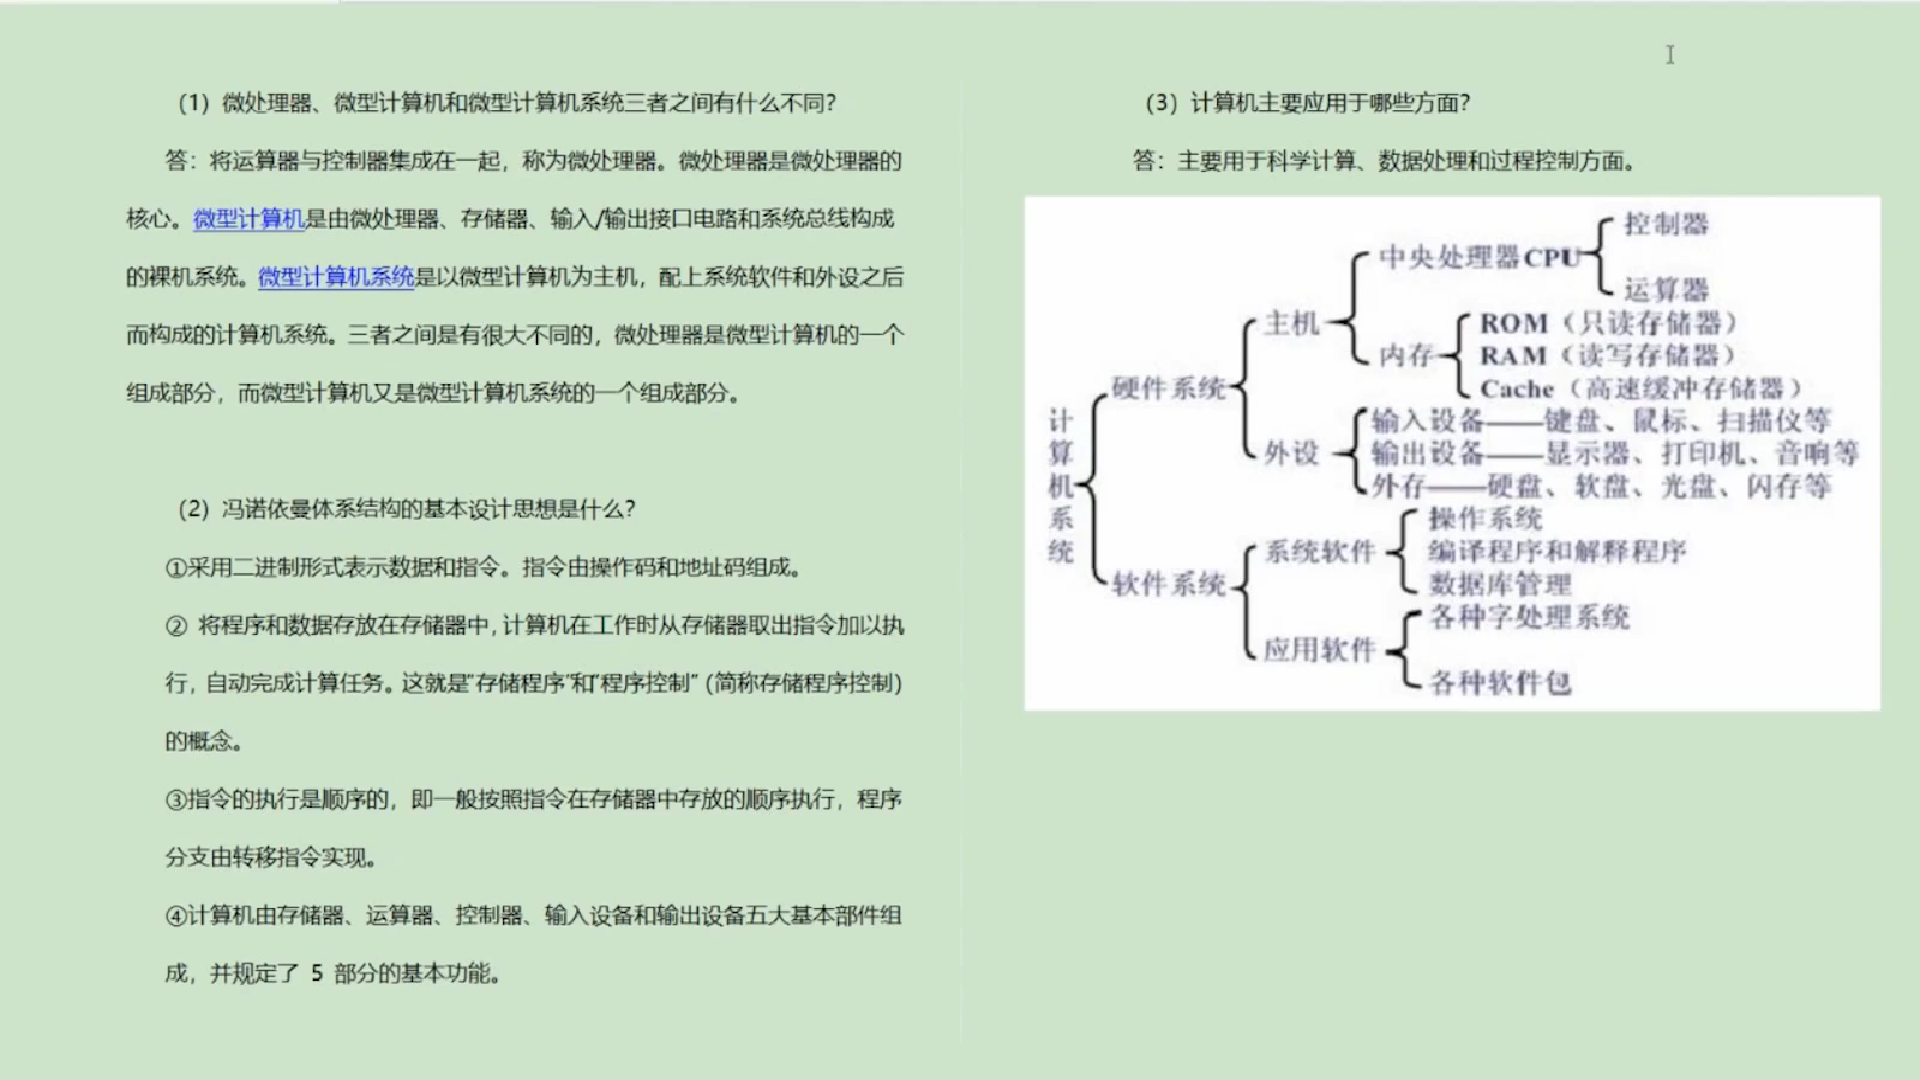 （1）微处理器、微型计算机和微型计算机系统三者之间有什么不同？
答：将运算器与控制器集成在一起，称为微处理器。微处理器是微处理器的
核心。微型计算机是由微处理器、存储器、输入/输出接口电路和系统总线构成
的裸机系统。微型计算机系统是以微型计算机为主机，配上系统软件和外设之后
而构成的计算机系统。三者之间是有很大不同的，微处理器是微型计算机的一个
组成部分，而微型计算机又是微型计算机系统的一个组成部分。
（2）冯诺依曼体系结构的基本设计思想是什么？
①采用二进制形式表示数据和指令。指令由操作码和地址码组成。
② 将程序和数据存放在存储器中，计算机在工作时从存储器取出指令加以执
行，自动完成计算任务。这就是"存储程序"和"程序控制"（简称存储程序控制）
的概念。
③指令的执行是顺序的，即一般按照指令在存储器中存放的顺序执行，程序
分支由转移指令实现。
④计算机由存储器、运算器、控制器、输入设备和输出设备五大基本部件组
成，并规定了 5 部分的基本功能。
（3）计算机主要应用于哪些方面？
答：主要用于科学计算、数据处理和过程控制方面。
计算机系统
硬件系统
主机
中央处理器CPU
控制器
运算器
内存
ROM（只读存储器）
RAM（读写存储器）
Cache（高速缓冲存储器）
外设
输入设备——键盘、鼠标、扫描仪等
输出设备——显示器、打印机、音响等
外存——硬盘、软盘、光盘、闪存等
软件系统
系统软件
操作系统
编译程序和解释程序
数据库管理
应用软件
各种字处理系统
各种软件包